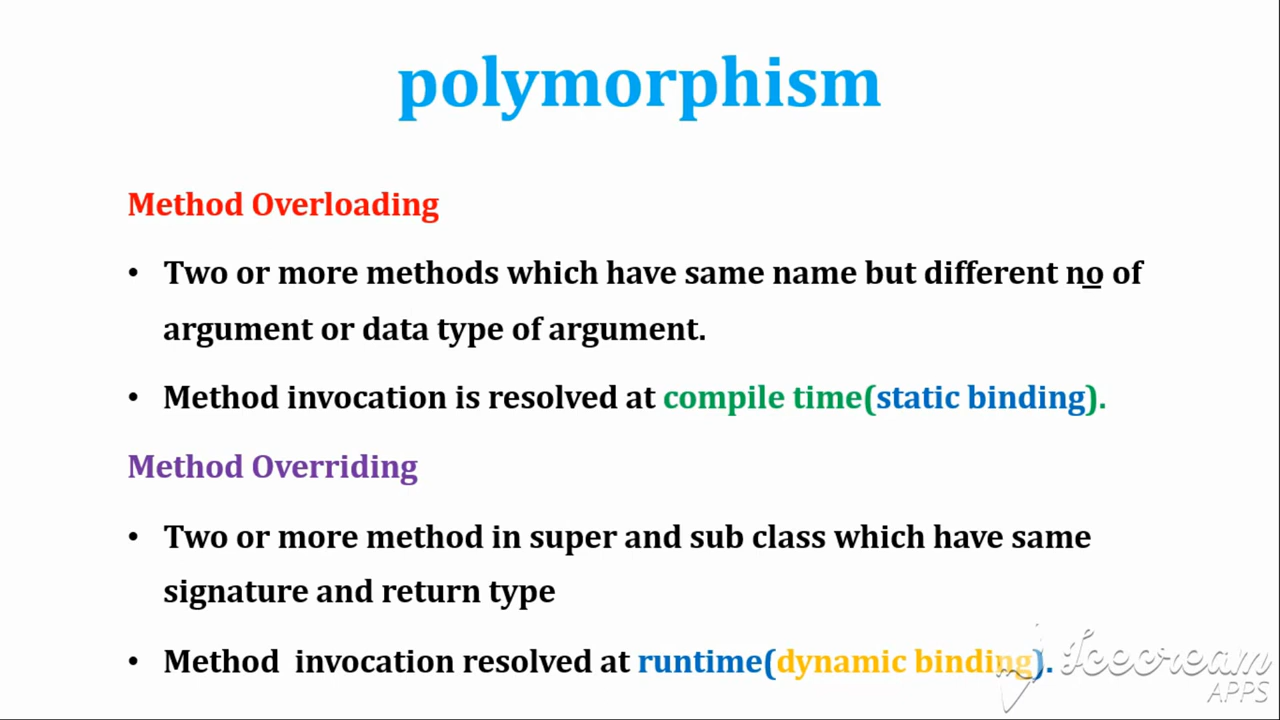 polymorphism
Method Overloading
• Two or more methods which have same name but different no of
argument or data type of argument.
• Method invocation is resolved at compile time(static binding).
Method Overriding
• Two or more method in super and sub class which have same
signature and return type
• Method invocation resolved at runtime(dynamic binding).
Icecream
APPS